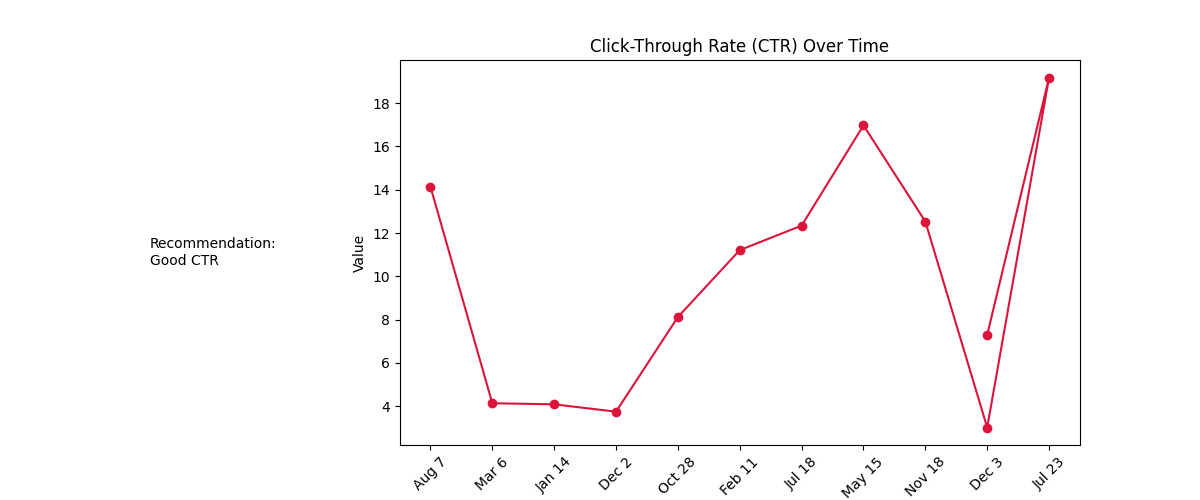 Click-Through Rate (CTR) Over Time
Recommendation:
Good CTR
Value
18
16
14
12
10
8
6
4
Aug 7
Mar 6
Jan 14
Dec 2
Oct 28
Feb 11
Jul 18
May 15
Nov 18
Dec 3
Jul 23